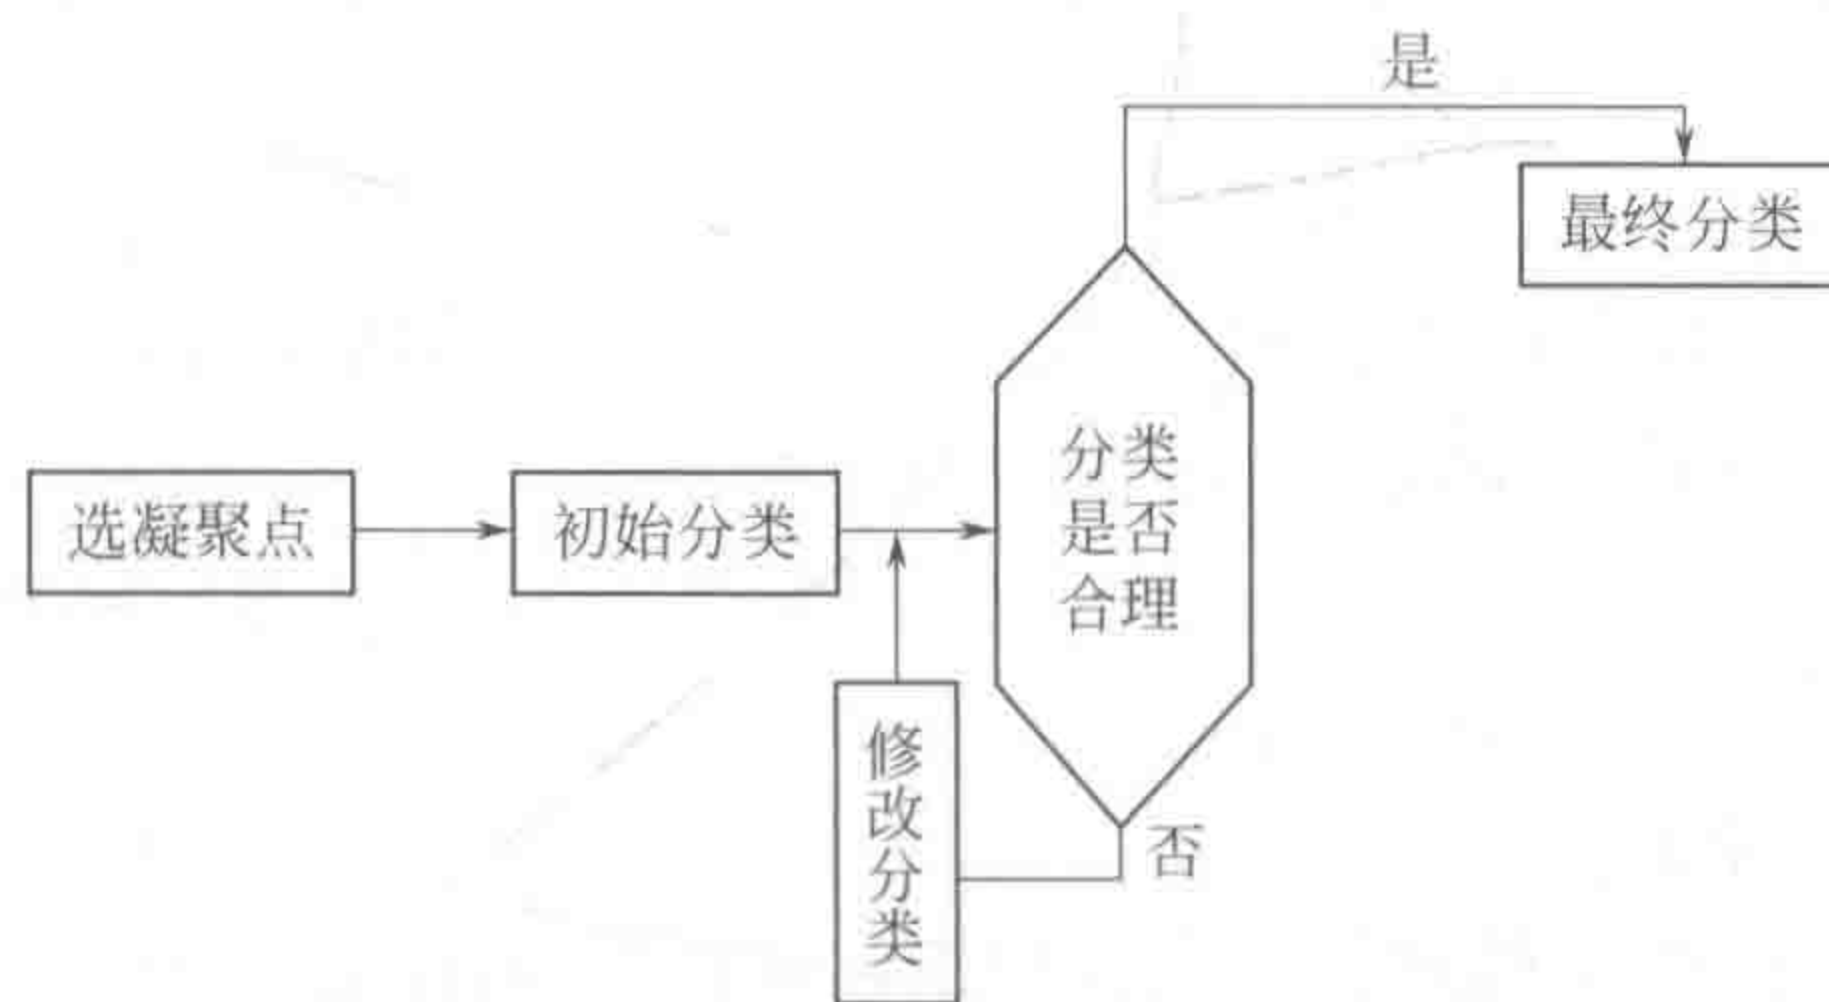 是
最终分类
分类
是否
合理
选凝聚点
初始分类
修
改
分
类
否